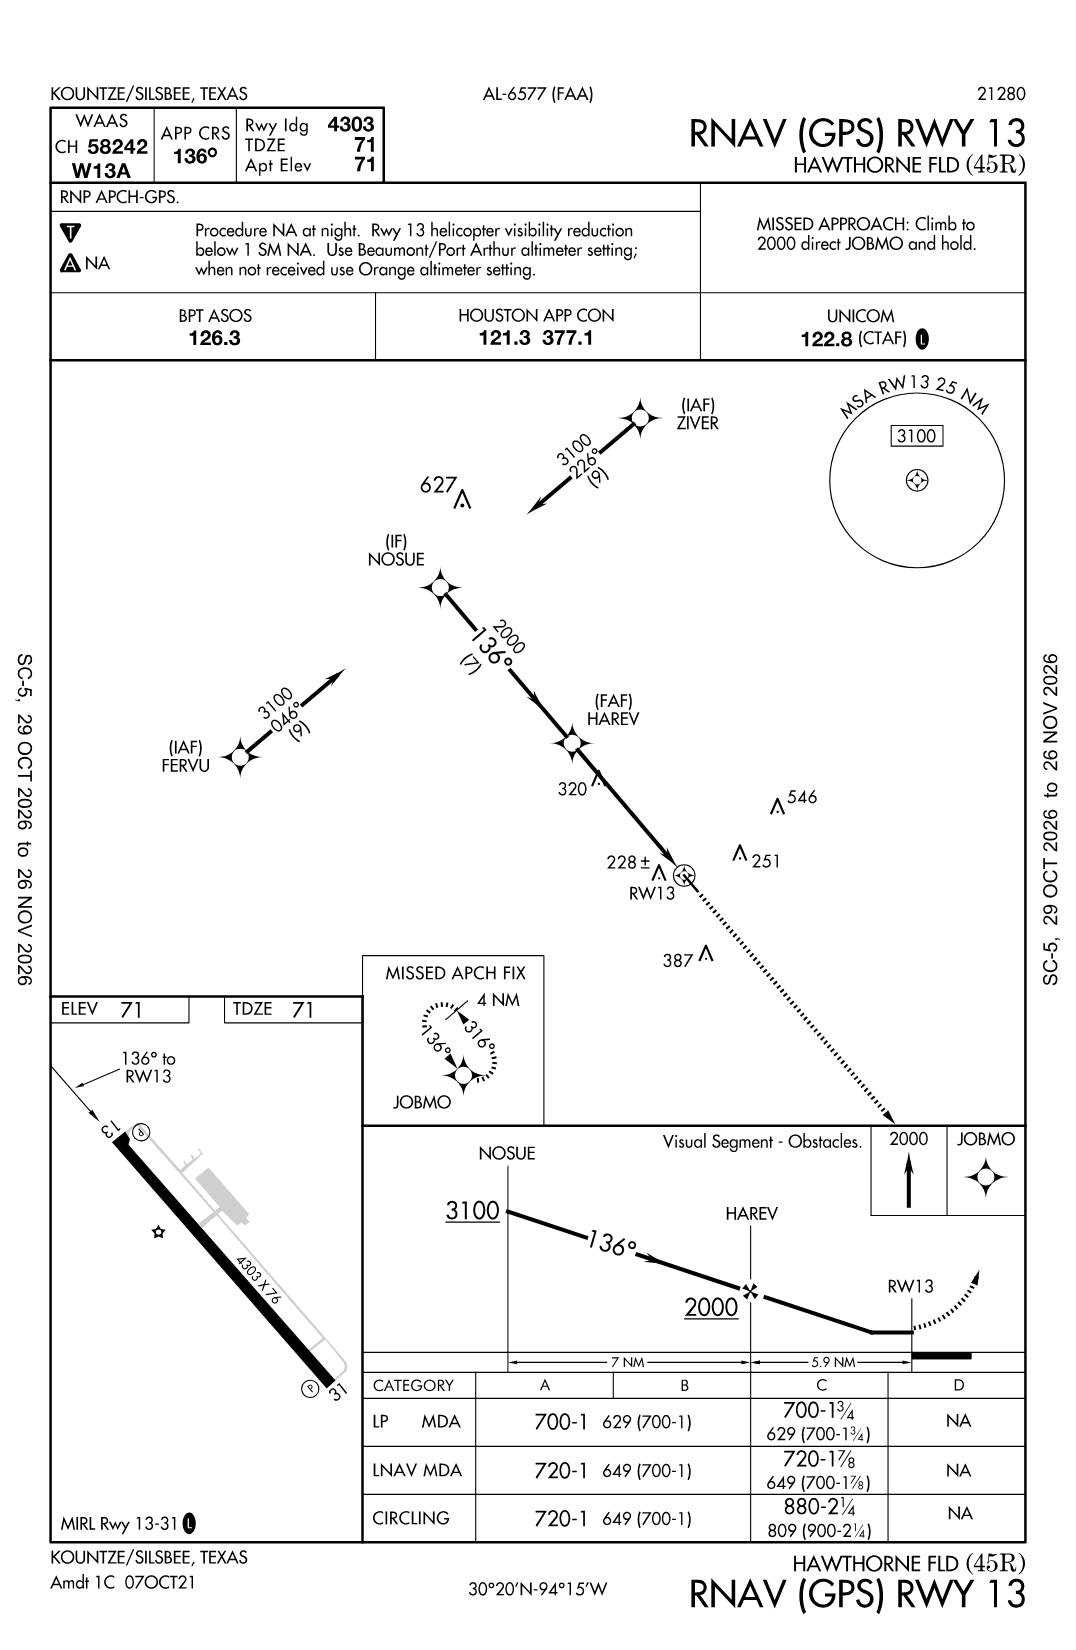 KOUNTZE/SILSBEE, TEXAS
AL-6577 (FAA)
21280
WAAS
CH 58242
W13A
APP CRS
136°
Rwy ldg 4303
TDZE 71
Apt Elev 71
RNAV (GPS) RWY 13
HAWTHORNE FLD (45R)
RNP APCH-GPS.
T
A NA
Procedure NA at night. Rwy 13 helicopter visibility reduction
below 1 SM NA. Use Beaumont/Port Arthur altimeter setting;
when not received use Orange altimeter setting.
MISSED APPROACH: Climb to
2000 direct JOBMO and hold.
BPT ASOS
126.3
HOUSTON APP CON
121.3 377.1
UNICOM
122.8 (CTAF) L
MSA RW13 25 NM
3100
(IAF)
ZIVER
3100
226°
(9)
627
(IF)
NOSUE
2000
136°
(7)
(FAF)
HAREV
3100
046°
(9)
(IAF)
FERVU
320
546
251
228 ±
RW13
387
SC-5, 29 OCT 2026 to 26 NOV 2026
SC-5, 29 OCT 2026 to 26 NOV 2026
MISSED APCH FIX
4 NM
316°
136°
JOBMO
ELEV 71
TDZE 71
136° to
RW13
13
P
4303 X 76
P
31
MIRL Rwy 13-31 L
Visual Segment - Obstacles.
2000
JOBMO
NOSUE
3100
136°
HAREV
2000
RW13
7 NM
5.9 NM
CATEGORY A B C D
LP MDA 700-1 629 (700-1) 700-1¾ NA
629 (700-1¾)
LNAV MDA 720-1 649 (700-1) 720-1⅞ NA
649 (700-1⅞)
CIRCLING 720-1 649 (700-1) 880-2¼ NA
809 (900-2¼)
KOUNTZE/SILSBEE, TEXAS
Amdt 1C 07OCT21
30°20'N-94°15'W
HAWTHORNE FLD (45R)
RNAV (GPS) RWY 13